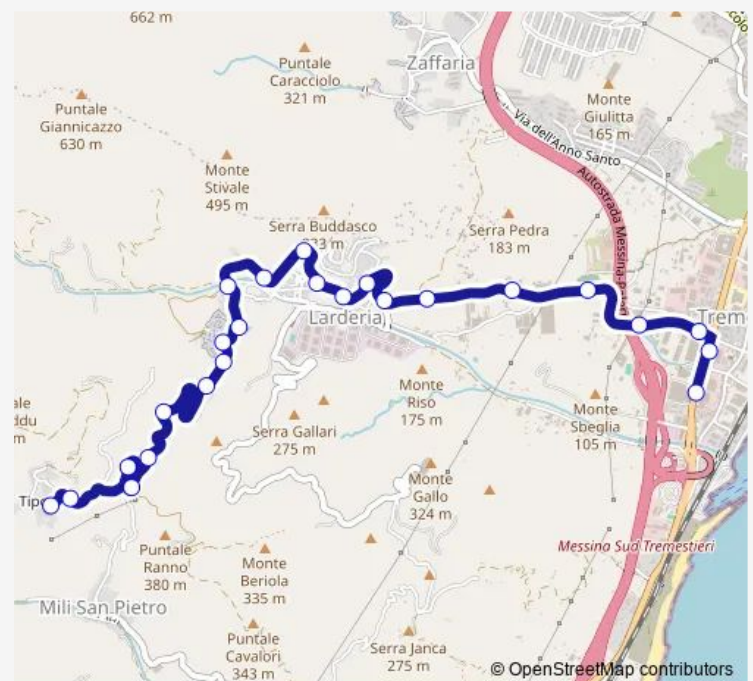 662 m
Puntale
Caracciolo
321 m
Zaffaria
Puntale
Giannicazzo
630 m
Monte
Giulitta
165 m
Via dell'Anno Santo
Monte
Stivale
495 m
Autostrada Messina-Palermo
Serra Buddasco
Serra Pedra
183 m
Larderia
Trem
Monte
Riso
175 m
Monte
Sbeglia
105 m
Serra Gallari
275 m
Monte
Gallo
324 m
Tipo
Messina Sud Tremestieri
Puntale
Ranno
380 m
Monte
Beriola
335 m
Mili San Pietro
Puntale
Cavalori
343 m
Serra Janca
275 m
© OpenStreetMap contributors